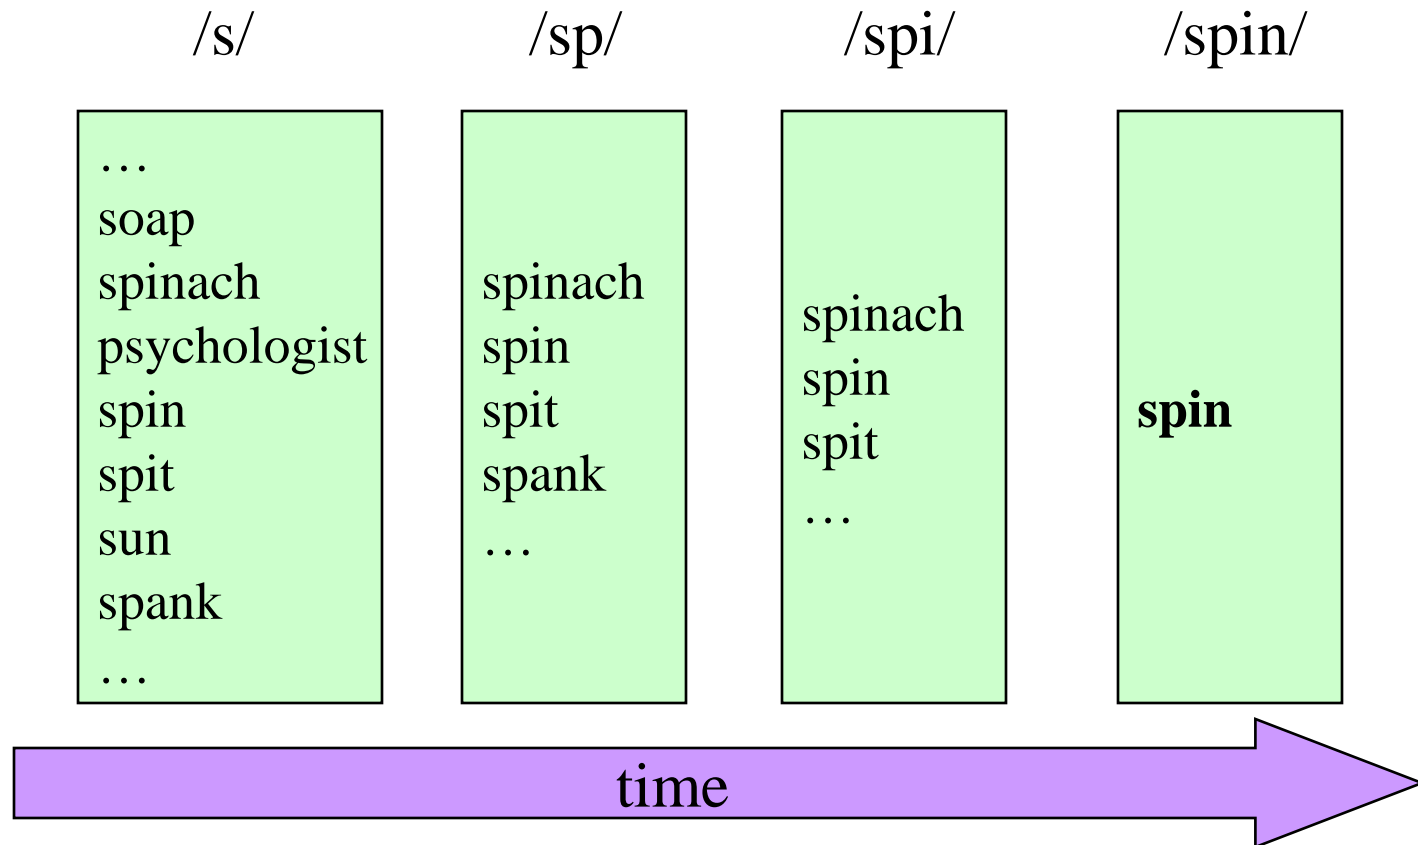 /s/
/sp/
/spi/
/spin/
…
soap
spinach
psychologist
spin
spit
sun
spank
…
spinach
spin
spit
spank
…
spinach
spin
spit
…
spin
time